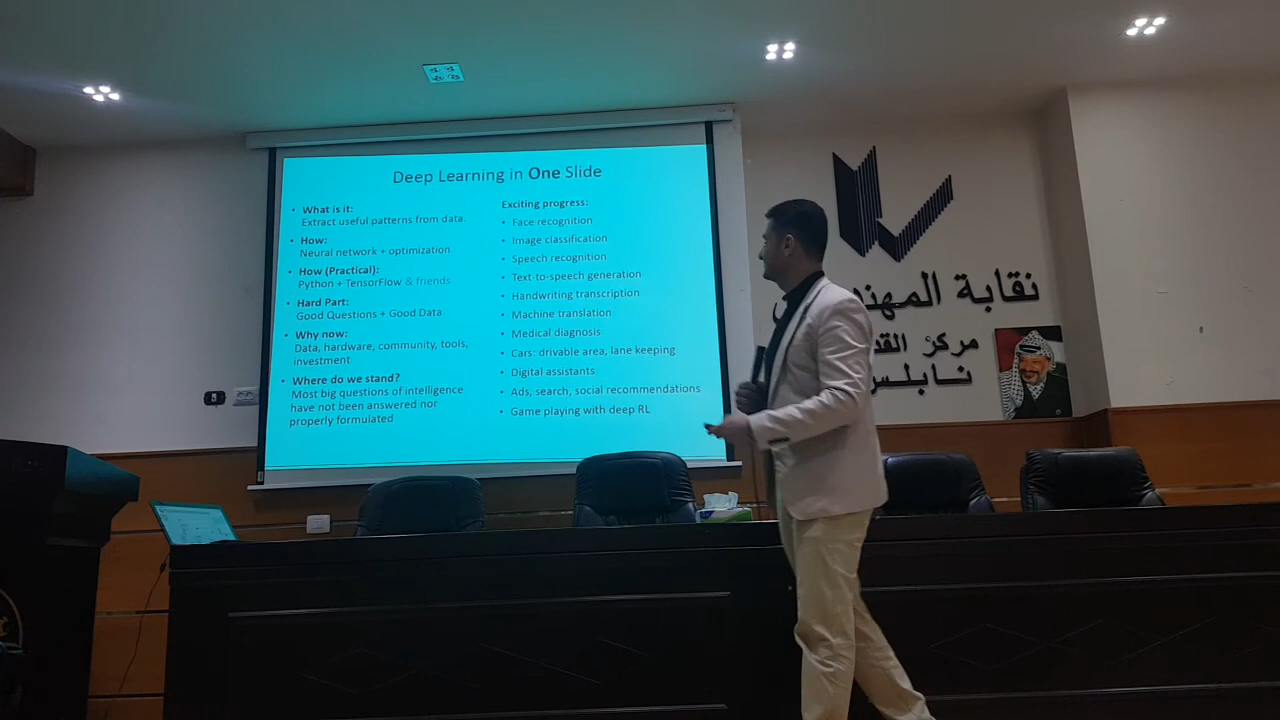 Deep Learning in One Slide
• What is it:
Extract useful patterns from data.
• How:
Neural network + optimization
• How (Practical):
Python + TensorFlow & friends
• Hard Part:
Good Questions + Good Data
• Why now:
Data, hardware, community, tools,
investment
• Where do we stand?
Most big questions of intelligence
have not been answered nor
properly formulated
Exciting progress:
• Face recognition
• Image classification
• Speech recognition
• Text-to-speech generation
• Handwriting transcription
• Machine translation
• Medical diagnosis
• Cars: drivable area, lane keeping
• Digital assistants
• Ads, search, social recommendations
• Game playing with deep RL
نقابة
مركز
نابلس